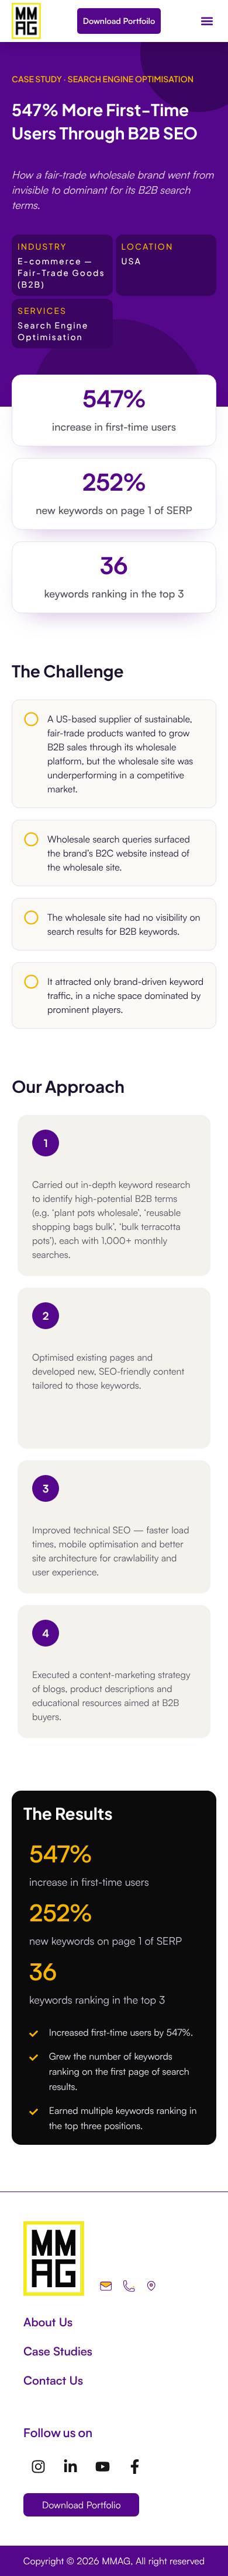 MM
AG
Download Portfoilo
CASE STUDY · SEARCH ENGINE OPTIMISATION
547% More First-Time
Users Through B2B SEO
How a fair-trade wholesale brand went from
invisible to dominant for its B2B search
terms.
INDUSTRY
E-commerce —
Fair-Trade Goods
(B2B)
LOCATION
USA
SERVICES
Search Engine
Optimisation
547%
increase in first-time users
252%
new keywords on page 1 of SERP
36
keywords ranking in the top 3
The Challenge
A US-based supplier of sustainable,
fair-trade products wanted to grow
B2B sales through its wholesale
platform, but the wholesale site was
underperforming in a competitive
market.
Wholesale search queries surfaced
the brand’s B2C website instead of
the wholesale site.
The wholesale site had no visibility on
search results for B2B keywords.
It attracted only brand-driven keyword
traffic, in a niche space dominated by
prominent players.
Our Approach
1
Carried out in-depth keyword research
to identify high-potential B2B terms
(e.g. ‘plant pots wholesale’, ‘reusable
shopping bags bulk’, ‘bulk terracotta
pots’), each with 1,000+ monthly
searches.
2
Optimised existing pages and
developed new, SEO-friendly content
tailored to those keywords.
3
Improved technical SEO — faster load
times, mobile optimisation and better
site architecture for crawlability and
user experience.
4
Executed a content-marketing strategy
of blogs, product descriptions and
educational resources aimed at B2B
buyers.
The Results
547%
increase in first-time users
252%
new keywords on page 1 of SERP
36
keywords ranking in the top 3
Increased first-time users by 547%.
Grew the number of keywords
ranking on the first page of search
results.
Earned multiple keywords ranking in
the top three positions.
MM
AG
About Us
Case Studies
Contact Us
Follow us on
Download Portfolio
Copyright © 2026 MMAG, All right reserved